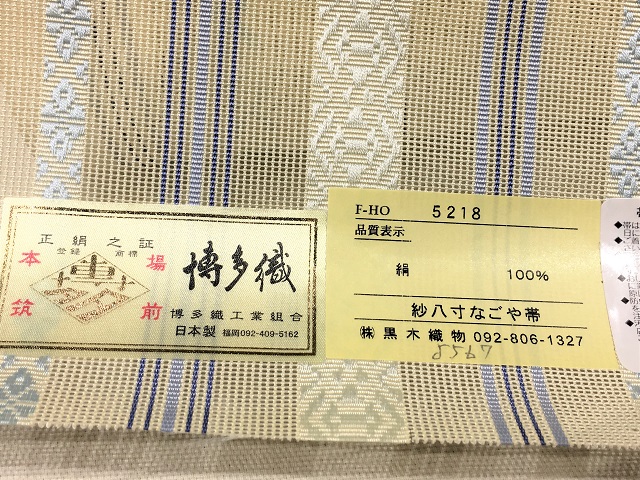 正絹之証
登録 商標
本場
筑前
博多織
博多織工業組合
日本製 福岡092-409-5162
F-HO 5218
品質表示
絹 100%
紗八寸なごや帯
㈱黒木織物 092-806-1327